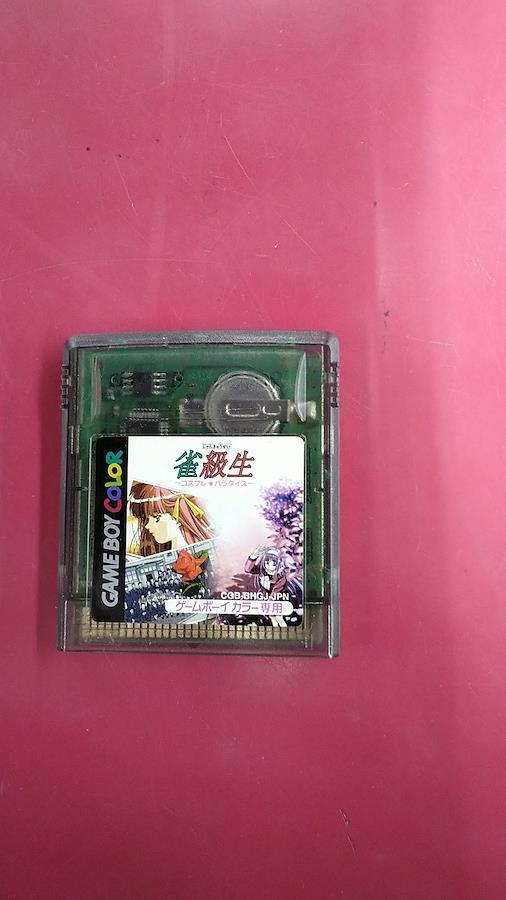 GAME BOY COLOR
じゃんきゅうせい
雀級生
～コスプレ★パラダイス～
CGB-BHGJ-JPN
ゲームボーイカラー専用